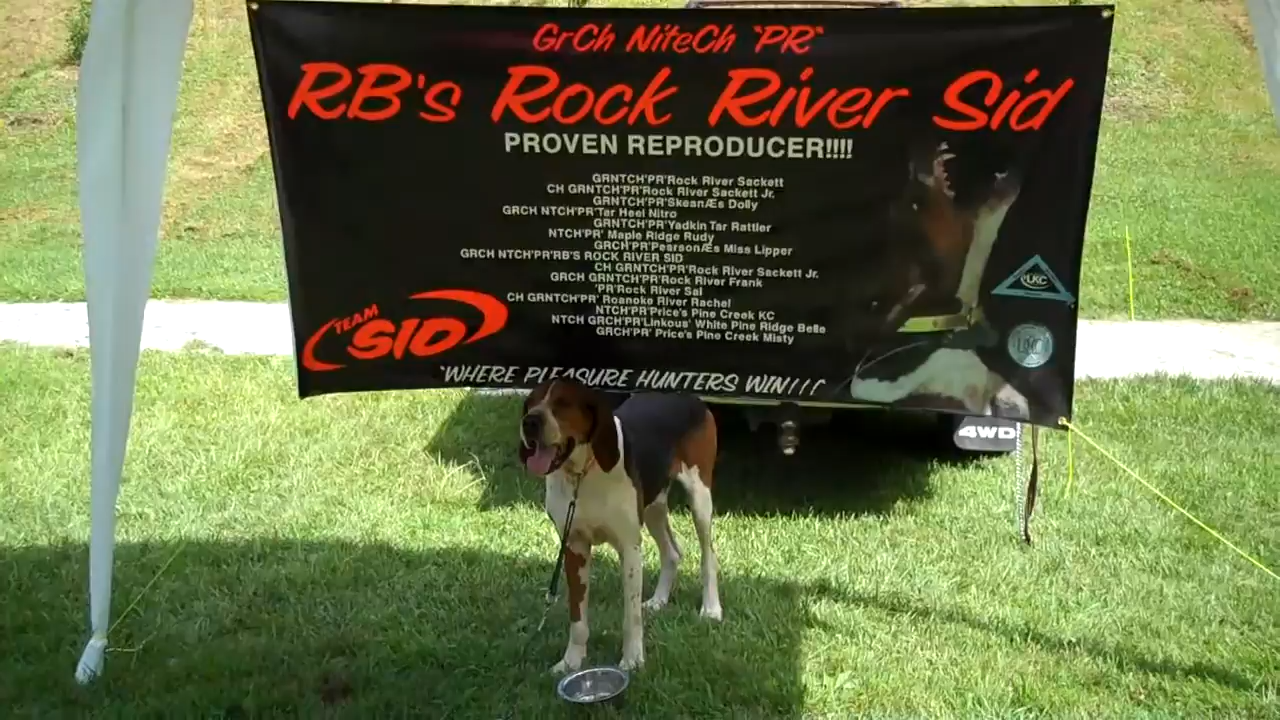 GrCh NiteCh "PR"
RB's Rock River Sid
PROVEN REPRODUCER!!!!
GRNTCH'PR'Rock River Sackett
CH GRNTCH'PR'Rock River Sackett Jr.
GRNTCH'PR'SkeanÆs Dolly
GRCH NTCH'PR'Tar Heel Nitro
GRNTCH'PR'Yadkin Tar Rattler
NTCH'PR' Maple Ridge Rudy
GRCH'PR'PearsonÆs Miss Lipper
GRCH NTCH'PR'RB'S ROCK RIVER SID
CH GRNTCH'PR'Rock River Sackett Jr.
GRCH GRNTCH'PR'Rock River Frank
'PR'Rock River Sal
CH GRNTCH'PR' Roanoke River Rachel
NTCH'PR'Price's Pine Creek KC
NTCH GRCH'PR'Linkous' White Pine Ridge Belle
GRCH'PR' Price's Pine Creek Misty
TEAM
SID
"WHERE PLEASURE HUNTERS WIN!!!"
UKC
UKC
4WD